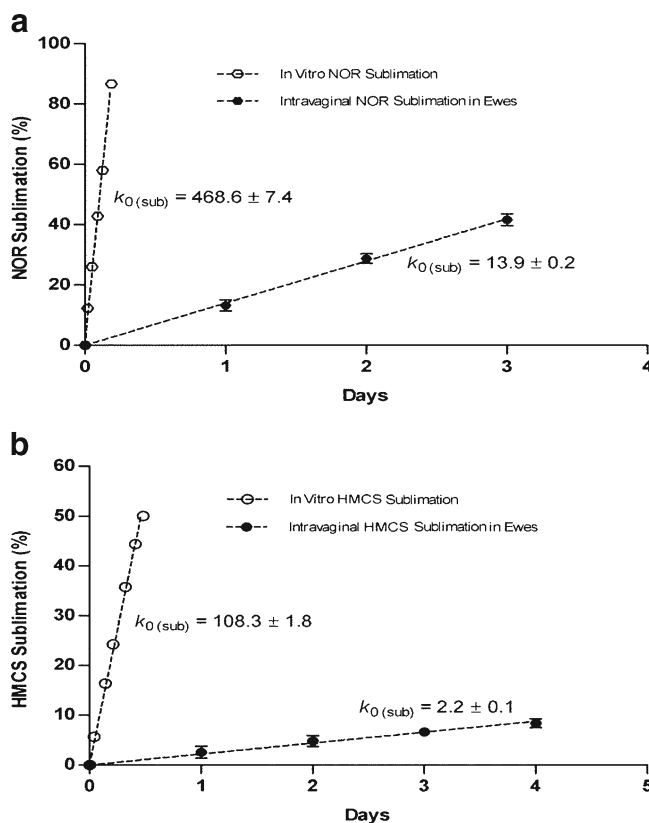 a
100
80
60
40
20
0
NOR Sublimation (%)
In Vitro NOR Sublimation
Intravaginal NOR Sublimation in Ewes
k0 (sub) = 468.6 ± 7.4
k0 (sub) = 13.9 ± 0.2
0 1 2 3 4
Days
b
60
50
40
30
20
10
0
HMCS Sublimation (%)
In Vitro HMCS Sublimation
Intravaginal HMCS Sublimation in Ewes
k0 (sub) = 108.3 ± 1.8
k0 (sub) = 2.2 ± 0.1
0 1 2 3 4 5
Days